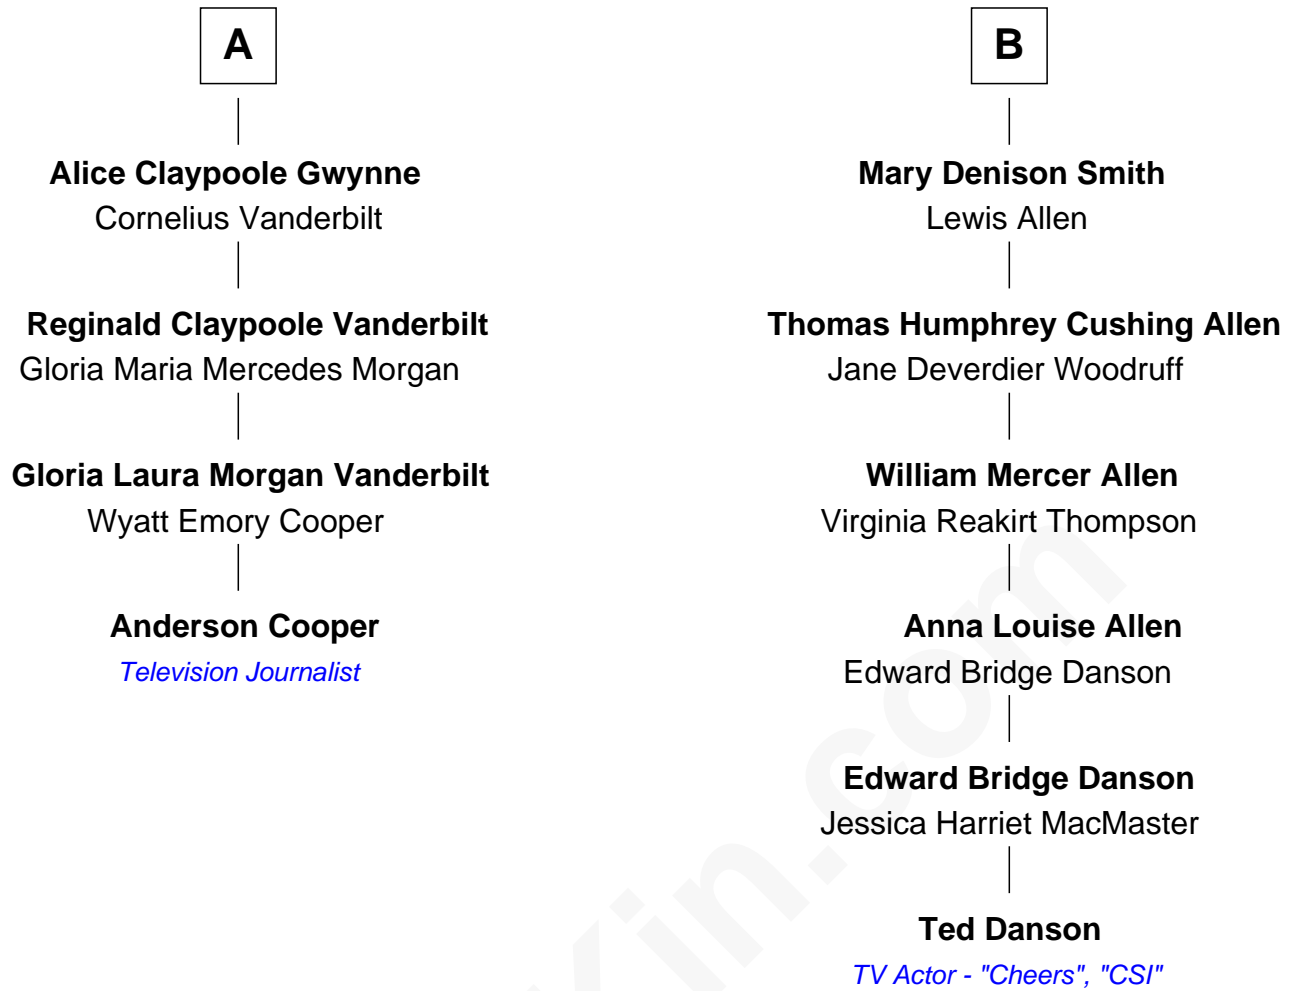 A
Alice Claypoole Gwynne
Cornelius Vanderbilt
Reginald Claypoole Vanderbilt
Gloria Maria Mercedes Morgan
Gloria Laura Morgan Vanderbilt
Wyatt Emory Cooper
Anderson Cooper
Television Journalist
B
Mary Denison Smith
Lewis Allen
Thomas Humphrey Cushing Allen
Jane Deverdier Woodruff
William Mercer Allen
Virginia Reakirt Thompson
Anna Louise Allen
Edward Bridge Danson
Edward Bridge Danson
Jessica Harriet MacMaster
Ted Danson
TV Actor - "Cheers", "CSI"
Kin.com